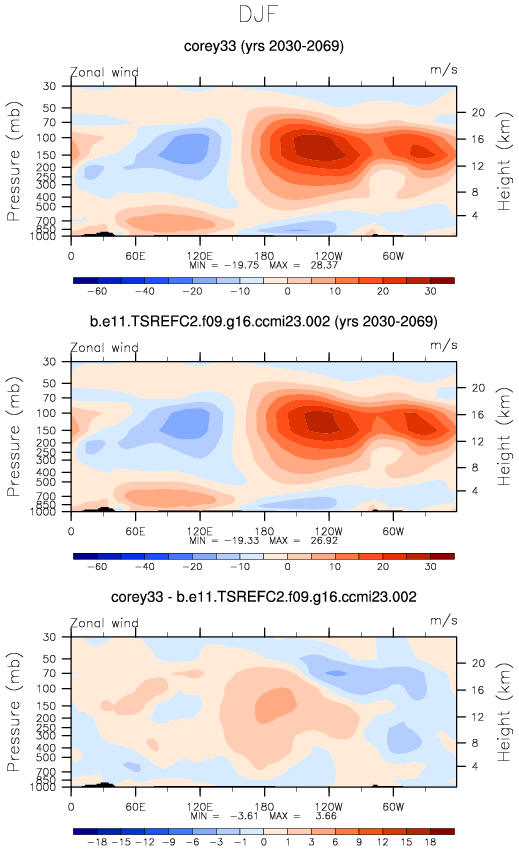 DJF
corey33 (yrs 2030-2069)
Zonal wind m/s
Pressure (mb)
30
50
70
100
150
200
250
300
400
500
700
850
1000
Height (km)
20
16
12
8
4
0 60E 120E 180 120W 60W
MIN = -19.75 MAX = 28.37
-60 -40 -20 -10 0 10 20 30
b.e11.TSREFC2.f09.g16.ccmi23.002 (yrs 2030-2069)
Zonal wind m/s
Pressure (mb)
30
50
70
100
150
200
250
300
400
500
700
850
1000
Height (km)
20
16
12
8
4
0 60E 120E 180 120W 60W
MIN = -19.33 MAX = 26.92
-60 -40 -20 -10 0 10 20 30
corey33 - b.e11.TSREFC2.f09.g16.ccmi23.002
Zonal wind m/s
Pressure (mb)
30
50
70
100
150
200
250
300
400
500
700
850
1000
Height (km)
20
16
12
8
4
0 60E 120E 180 120W 60W
MIN = -3.61 MAX = 3.66
-18 -15 -12 -9 -6 -3 -1 0 1 3 6 9 12 15 18